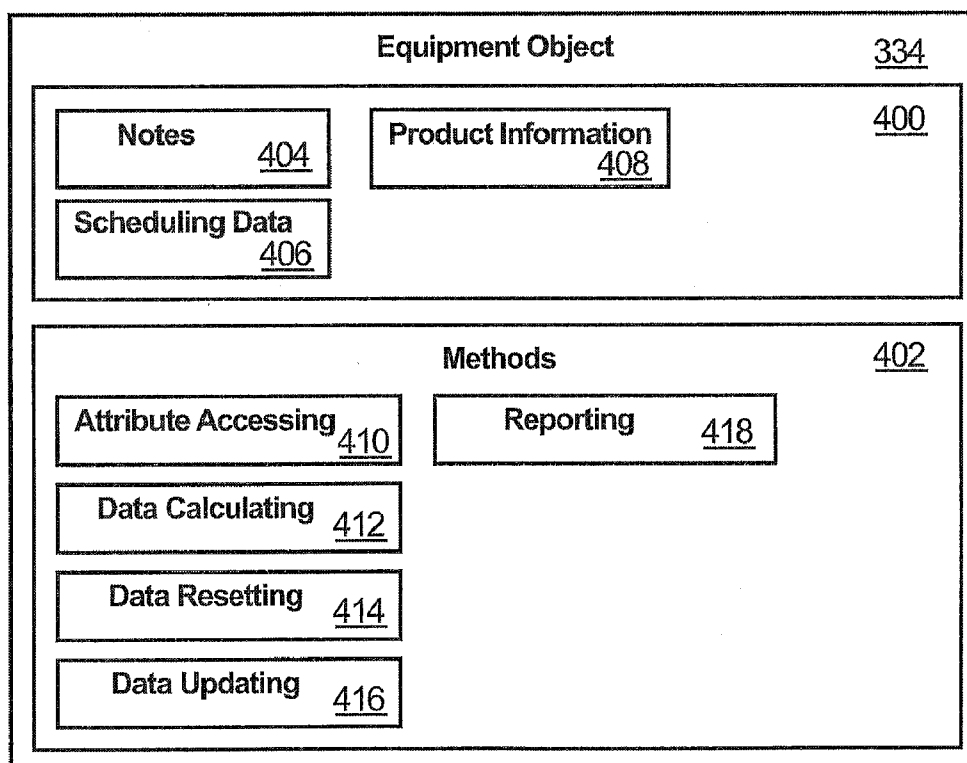 Equipment Object 334
400
Notes 404
Product Information 408
Scheduling Data 406
Methods 402
Attribute Accessing 410
Reporting 418
Data Calculating 412
Data Resetting 414
Data Updating 416